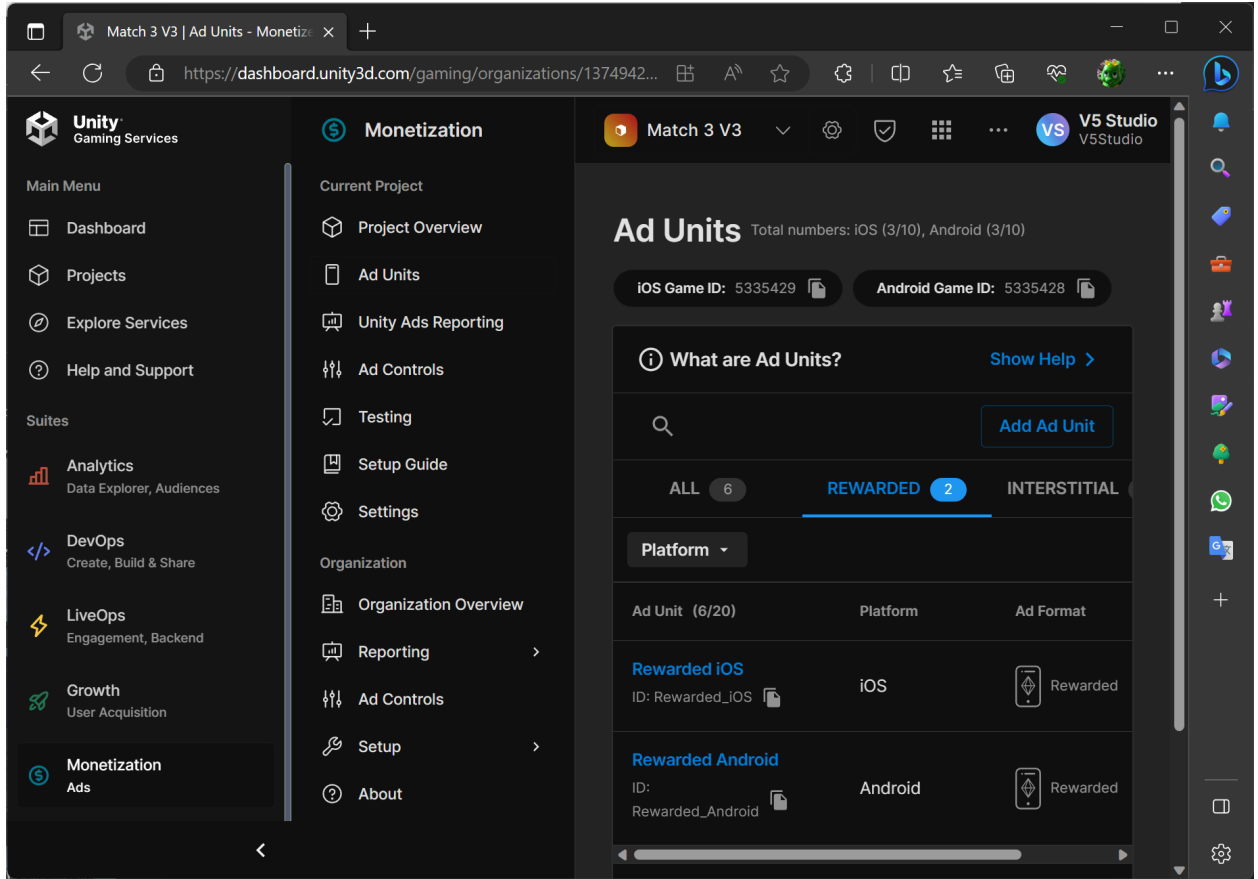 Match 3 V3 | Ad Units - Monetiz
https://dashboard.unity3d.com/gaming/organizations/1374942...
Unity
Gaming Services
Main Menu
Dashboard
Projects
Explore Services
Help and Support
Suites
Analytics
Data Explorer, Audiences
DevOps
Create, Build & Share
LiveOps
Engagement, Backend
Growth
User Acquisition
Monetization
Ads
Monetization
Current Project
Project Overview
Ad Units
Unity Ads Reporting
Ad Controls
Testing
Setup Guide
Settings
Organization
Organization Overview
Reporting
Ad Controls
Setup
About
Match 3 V3
VS
V5 Studio
V5Studio
Ad Units Total numbers: iOS (3/10), Android (3/10)
iOS Game ID: 5335429 Android Game ID: 5335428
What are Ad Units? Show Help
Add Ad Unit
ALL 6 REWARDED 2 INTERSTITIAL
Platform
Ad Unit (6/20) Platform Ad Format
Rewarded iOS
ID: Rewarded_iOS
iOS
Rewarded
Rewarded Android
ID:
Rewarded_Android
Android
Rewarded